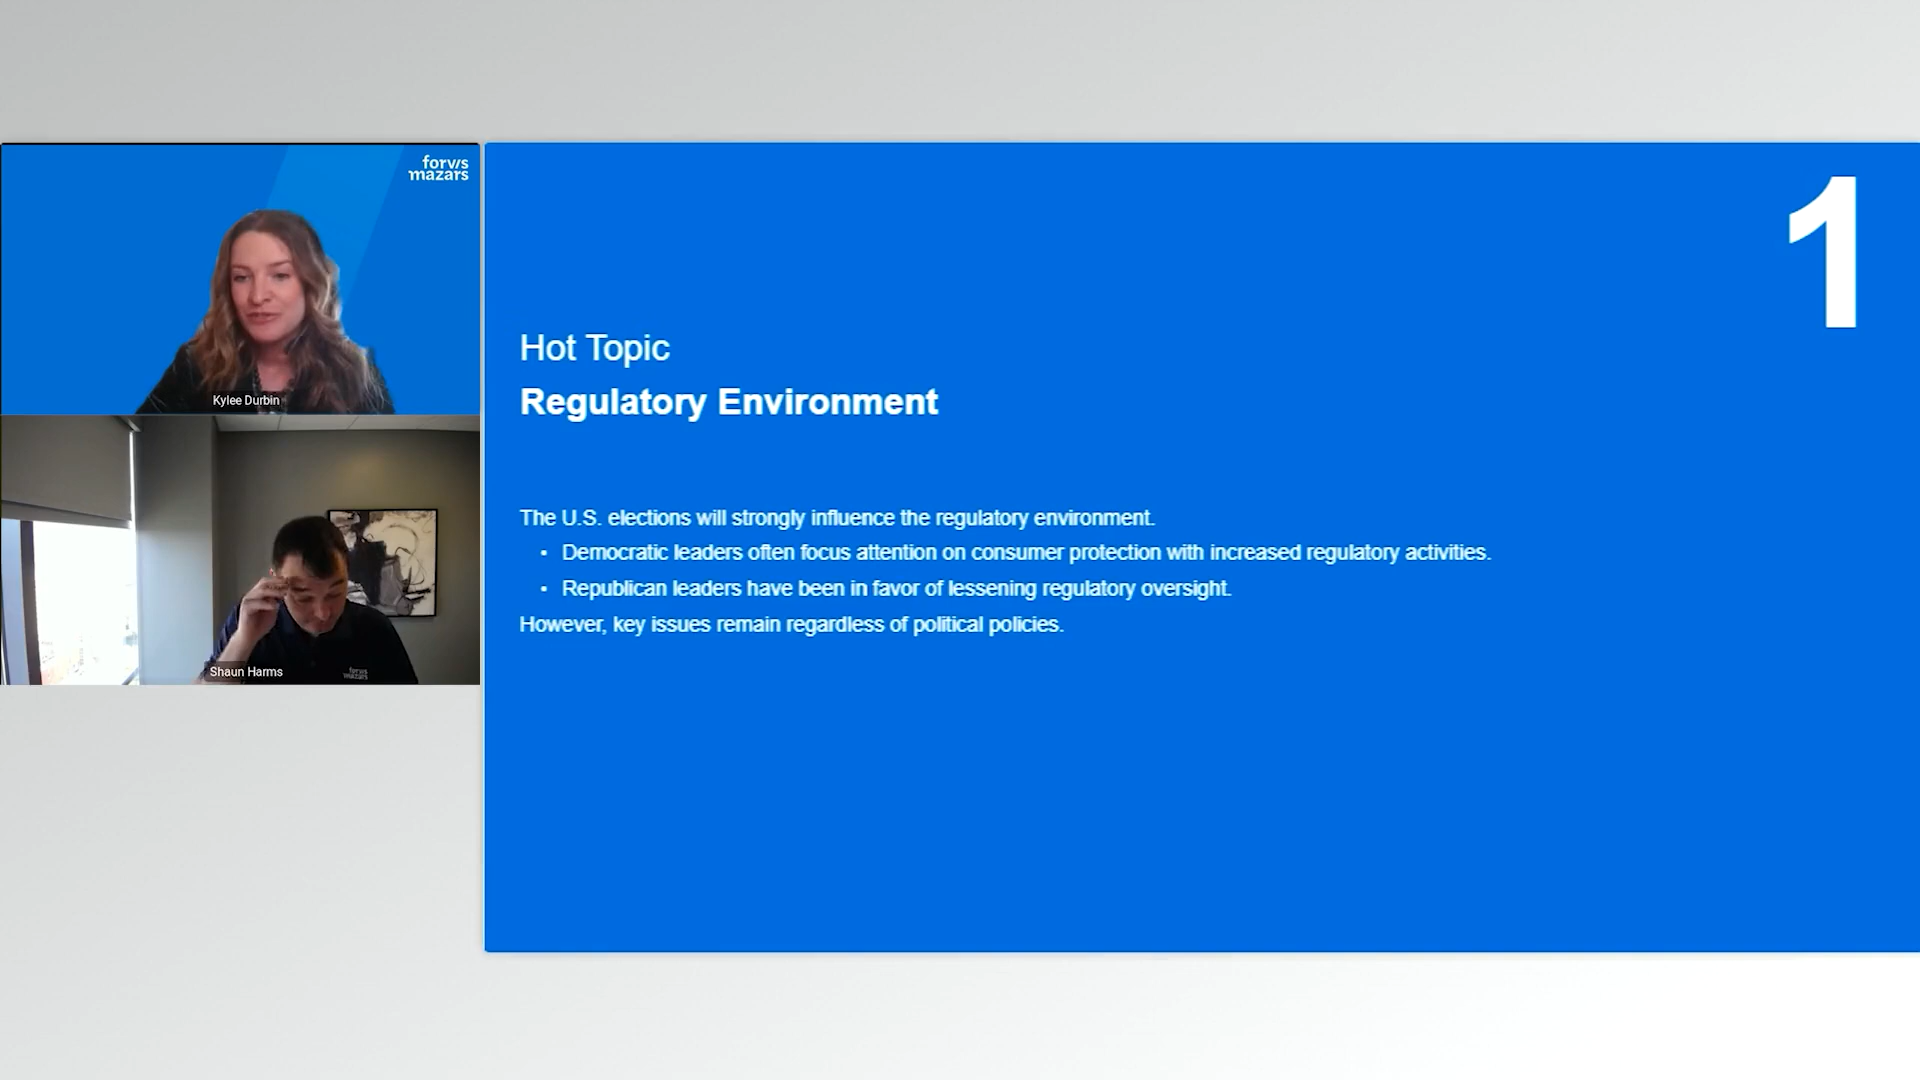 forvis
mazars
Kylee Durbin
forvis
mazars
Shaun Harms
1
Hot Topic
Regulatory Environment
The U.S. elections will strongly influence the regulatory environment.
• Democratic leaders often focus attention on consumer protection with increased regulatory activities.
• Republican leaders have been in favor of lessening regulatory oversight.
However, key issues remain regardless of political policies.